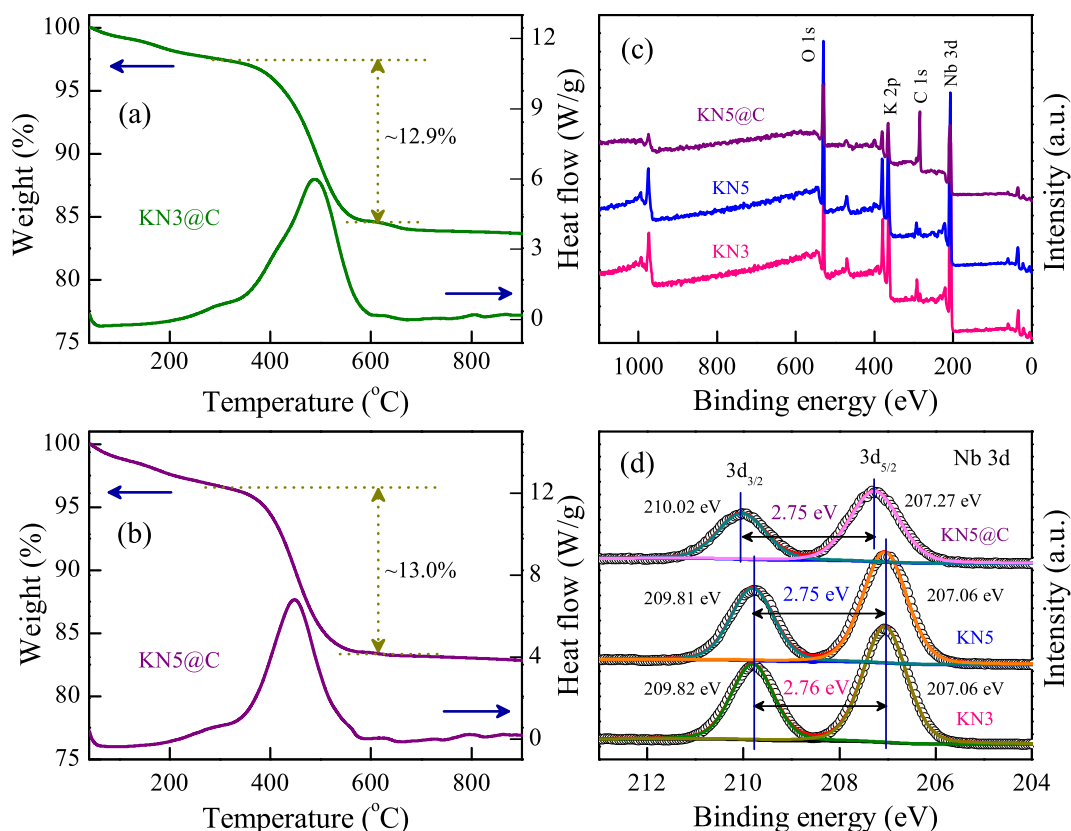 (a)
100
95
90
85
80
75
Weight (%)
~12.9%
KN3@C
12
9
6
3
0
Heat flow (W/g)
200 400 600 800
Temperature (°C)
(b)
100
95
90
85
80
75
Weight (%)
~13.0%
KN5@C
12
8
4
0
Heat flow (W/g)
200 400 600 800
Temperature (°C)
(c)
O 1s
K 2p
C 1s
Nb 3d
KN5@C
KN5
KN3
Intensity (a.u.)
1000 800 600 400 200 0
Binding energy (eV)
(d)
3d3/2
3d5/2
Nb 3d
210.02 eV
2.75 eV
207.27 eV
KN5@C
209.81 eV
2.75 eV
207.06 eV
KN5
209.82 eV
2.76 eV
207.06 eV
KN3
Intensity (a.u.)
212 210 208 206 204
Binding energy (eV)